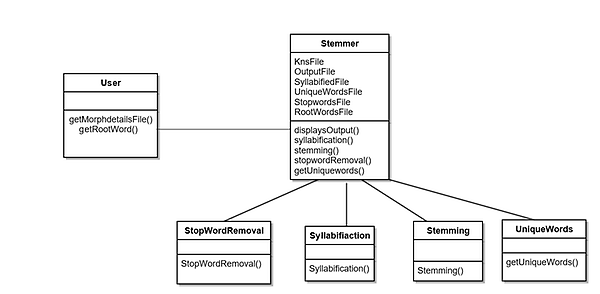 Stemmer
KnsFile
OutputFile
SyllabifiedFile
UniqueWordsFile
StopwordsFile
RootWordsFile
displaysOutput()
syllabification()
stemming()
stopwordRemoval()
getUniquewords()
User
getMorphdetailsFile()
getRootWord()
StopWordRemoval
StopWordRemoval()
Syllabifiaction
Syllabification()
Stemming
Stemming()
UniqueWords
getUniqueWords()